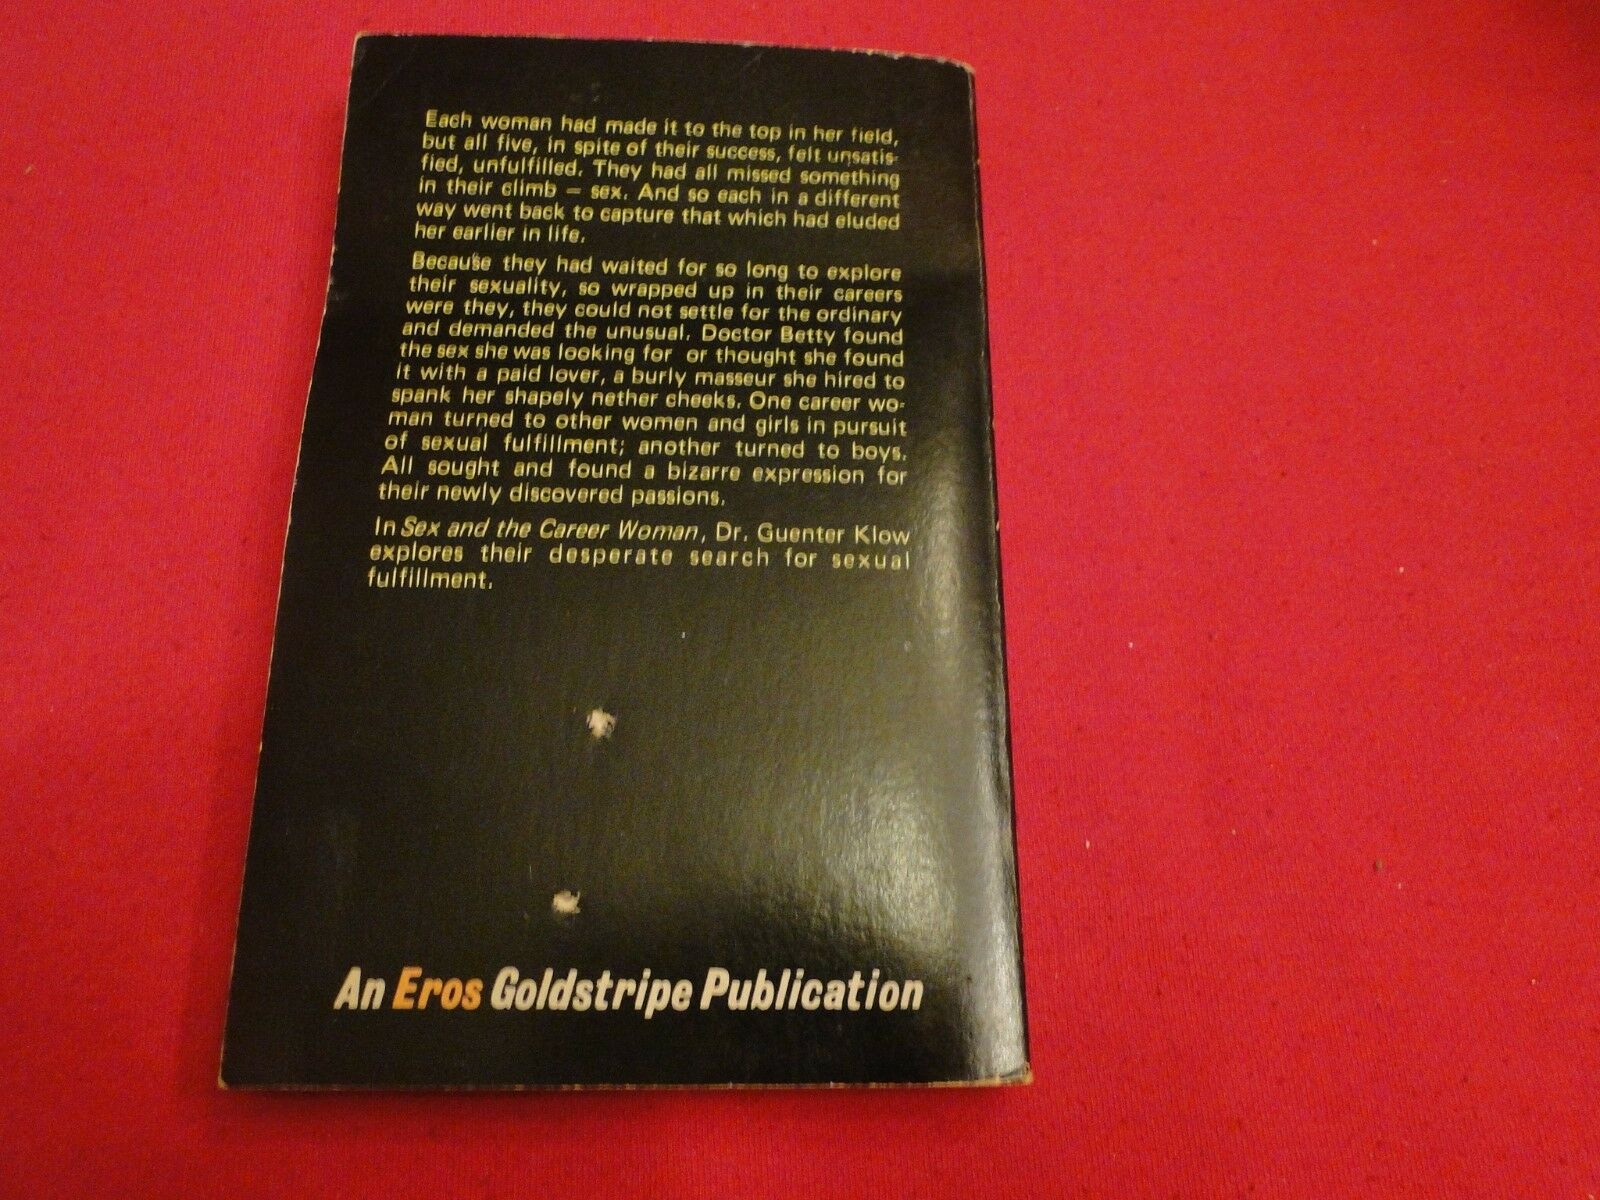 Each woman had made it to the top in her field,
but all five, in spite of their success, felt unsatis-
fied, unfulfilled. They had all missed something
in their climb – sex. And so each in a different
way went back to capture that which had eluded
her earlier in life.
Because they had waited for so long to explore
their sexuality, so wrapped up in their careers
were they, they could not settle for the ordinary
and demanded the unusual. Doctor Betty found
the sex she was looking for or thought she found
it with a paid lover, a burly masseur she hired to
spank her shapely nether cheeks. One career wo-
man turned to other women and girls in pursuit
of sexual fulfillment; another turned to boys.
All sought and found a bizarre expression for
their newly discovered passions.
In Sex and the Career Woman, Dr. Guenter Klow
explores their desperate search for sexual
fulfillment.
An Eros Goldstripe Publication